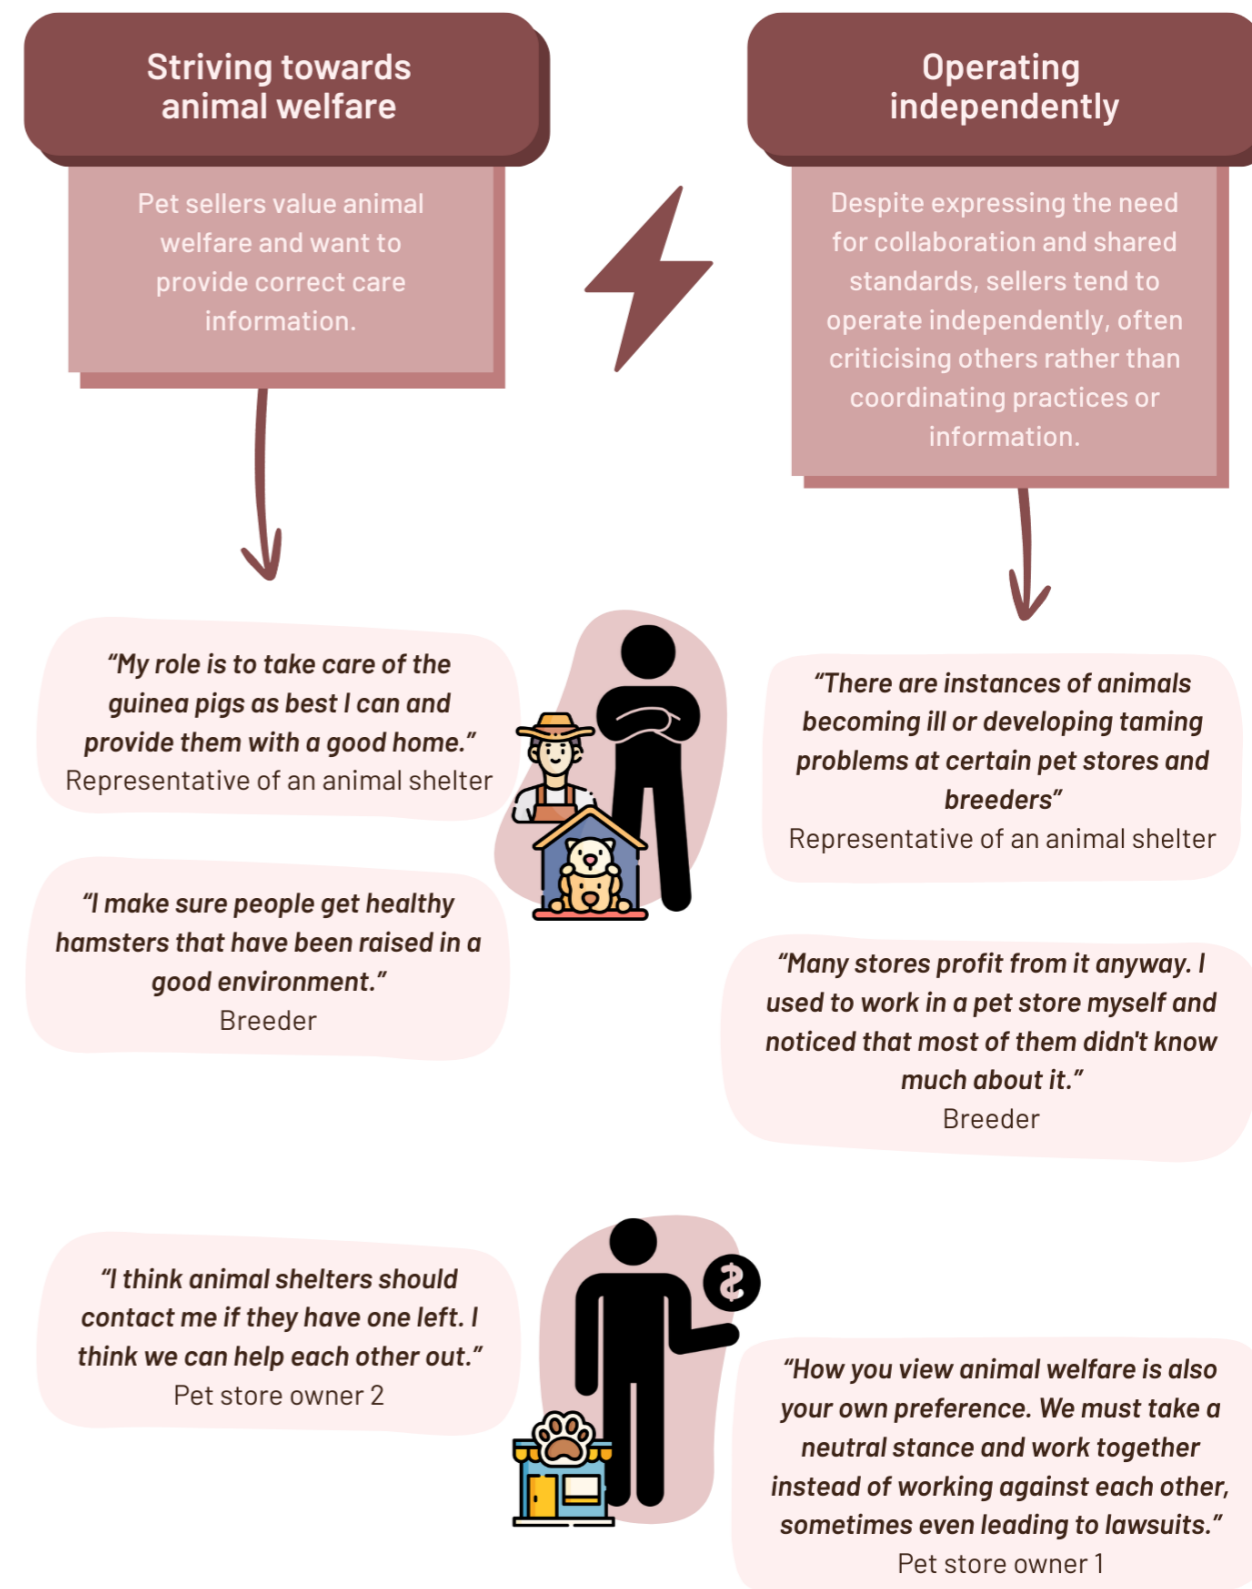 Striving towards
animal welfare
Pet sellers value animal
welfare and want to
provide correct care
information.
Operating
independently
Despite expressing the need
for collaboration and shared
standards, sellers tend to
operate independently, often
criticising others rather than
coordinating practices or
information.
“My role is to take care of the
guinea pigs as best I can and
provide them with a good home.”
Representative of an animal shelter
“I make sure people get healthy
hamsters that have been raised in a
good environment.”
Breeder
“There are instances of animals
becoming ill or developing taming
problems at certain pet stores and
breeders”
Representative of an animal shelter
“Many stores profit from it anyway. I
used to work in a pet store myself and
noticed that most of them didn't know
much about it.”
Breeder
“I think animal shelters should
contact me if they have one left. I
think we can help each other out.”
Pet store owner 2
$
“How you view animal welfare is also
your own preference. We must take a
neutral stance and work together
instead of working against each other,
sometimes even leading to lawsuits.”
Pet store owner 1